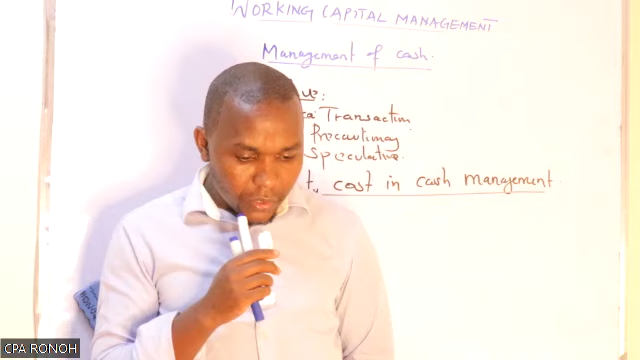 WORKING CAPITAL MANAGEMENT
Management of cash.
Transaction
Precautionary
Speculative.
cost in cash management.
CPA RONOH